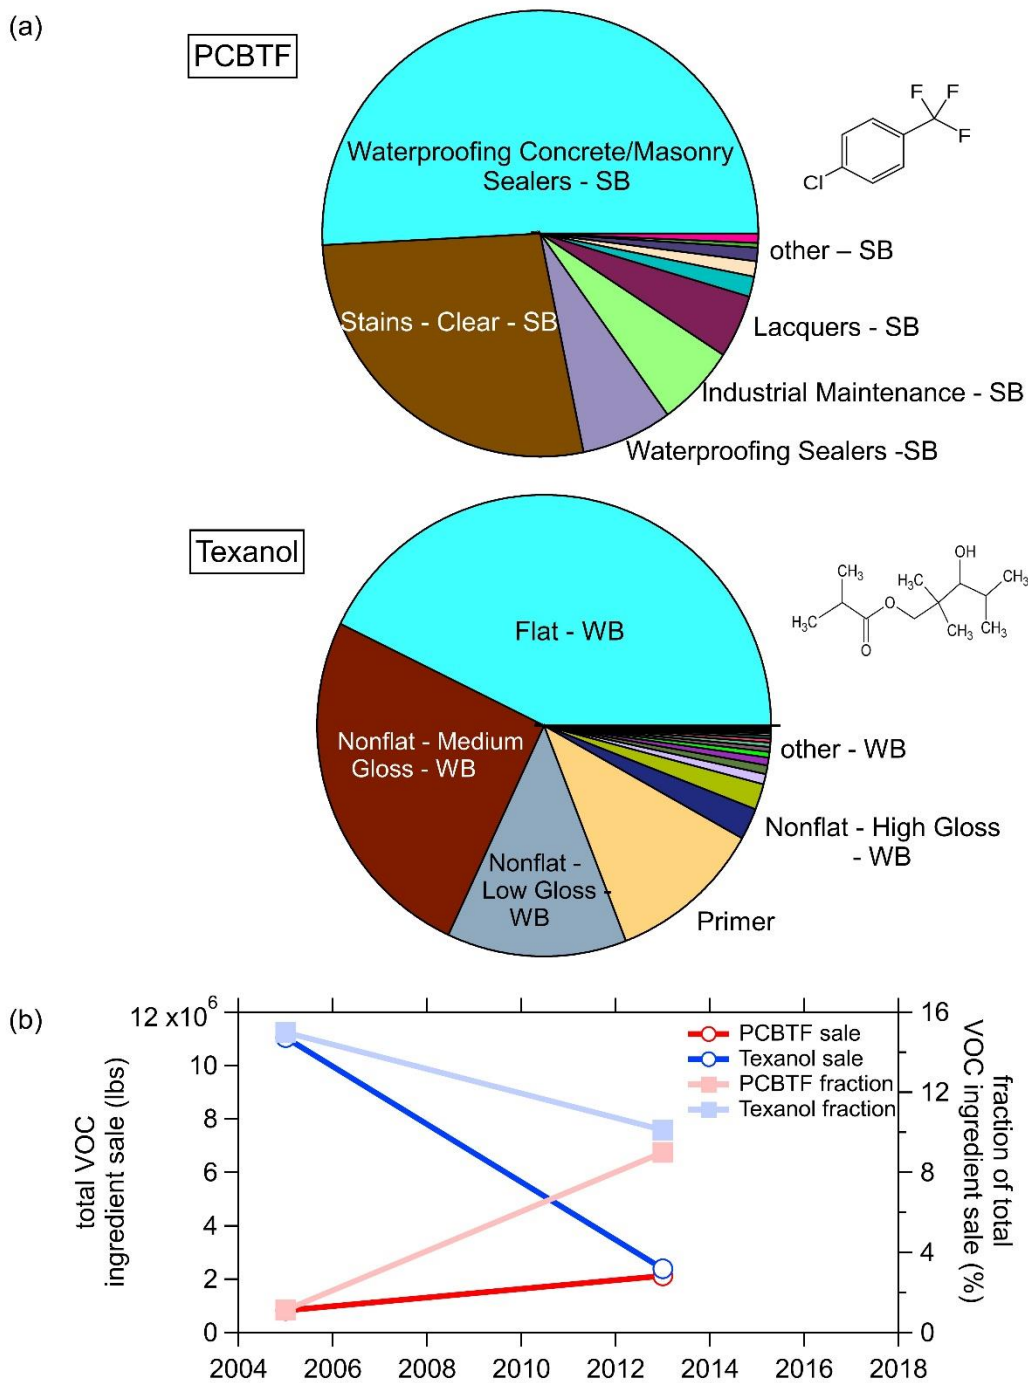 (a)
PCBTF
Waterproofing Concrete/Masonry
Sealers - SB
Stains - Clear - SB
other – SB
Lacquers - SB
Industrial Maintenance - SB
Waterproofing Sealers -SB
F
F
F
Cl
Texanol
Flat - WB
Nonflat - Medium
Gloss - WB
Nonflat -
Low Gloss -
WB
other - WB
Nonflat - High Gloss
- WB
Primer
OH
CH₃
H₃C
CH₃
O
H₃C
O
CH₃
CH₃
(b)
12 x10⁶
10
8
6
4
2
0
total VOC
ingredient sale (lbs)
2004
2006
2008
2010
2012
2014
2016
2018
PCBTF sale
Texanol sale
PCBTF fraction
Texanol fraction
16
12
8
4
0
fraction of total
VOC ingredient sale (%)